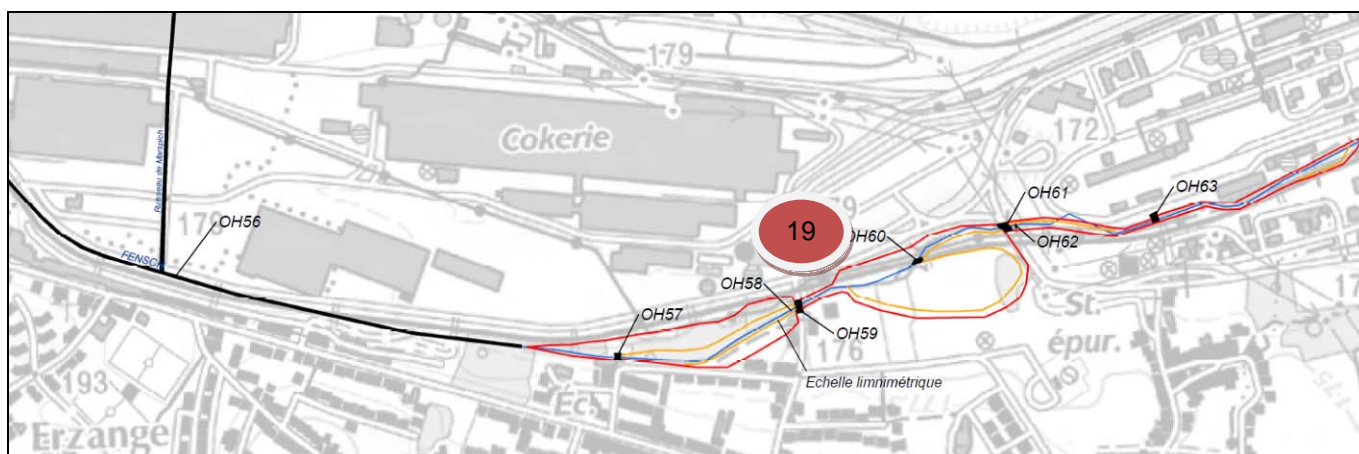 179
Cokerie
172
OH61
OH63
Ruisseau de Marspich
OH56
19
OH60
OH62
FENSCH
OH58
St.
OH57
OH59
épur.
176
193
Echelle limnimétrique
Éc.
Erzange